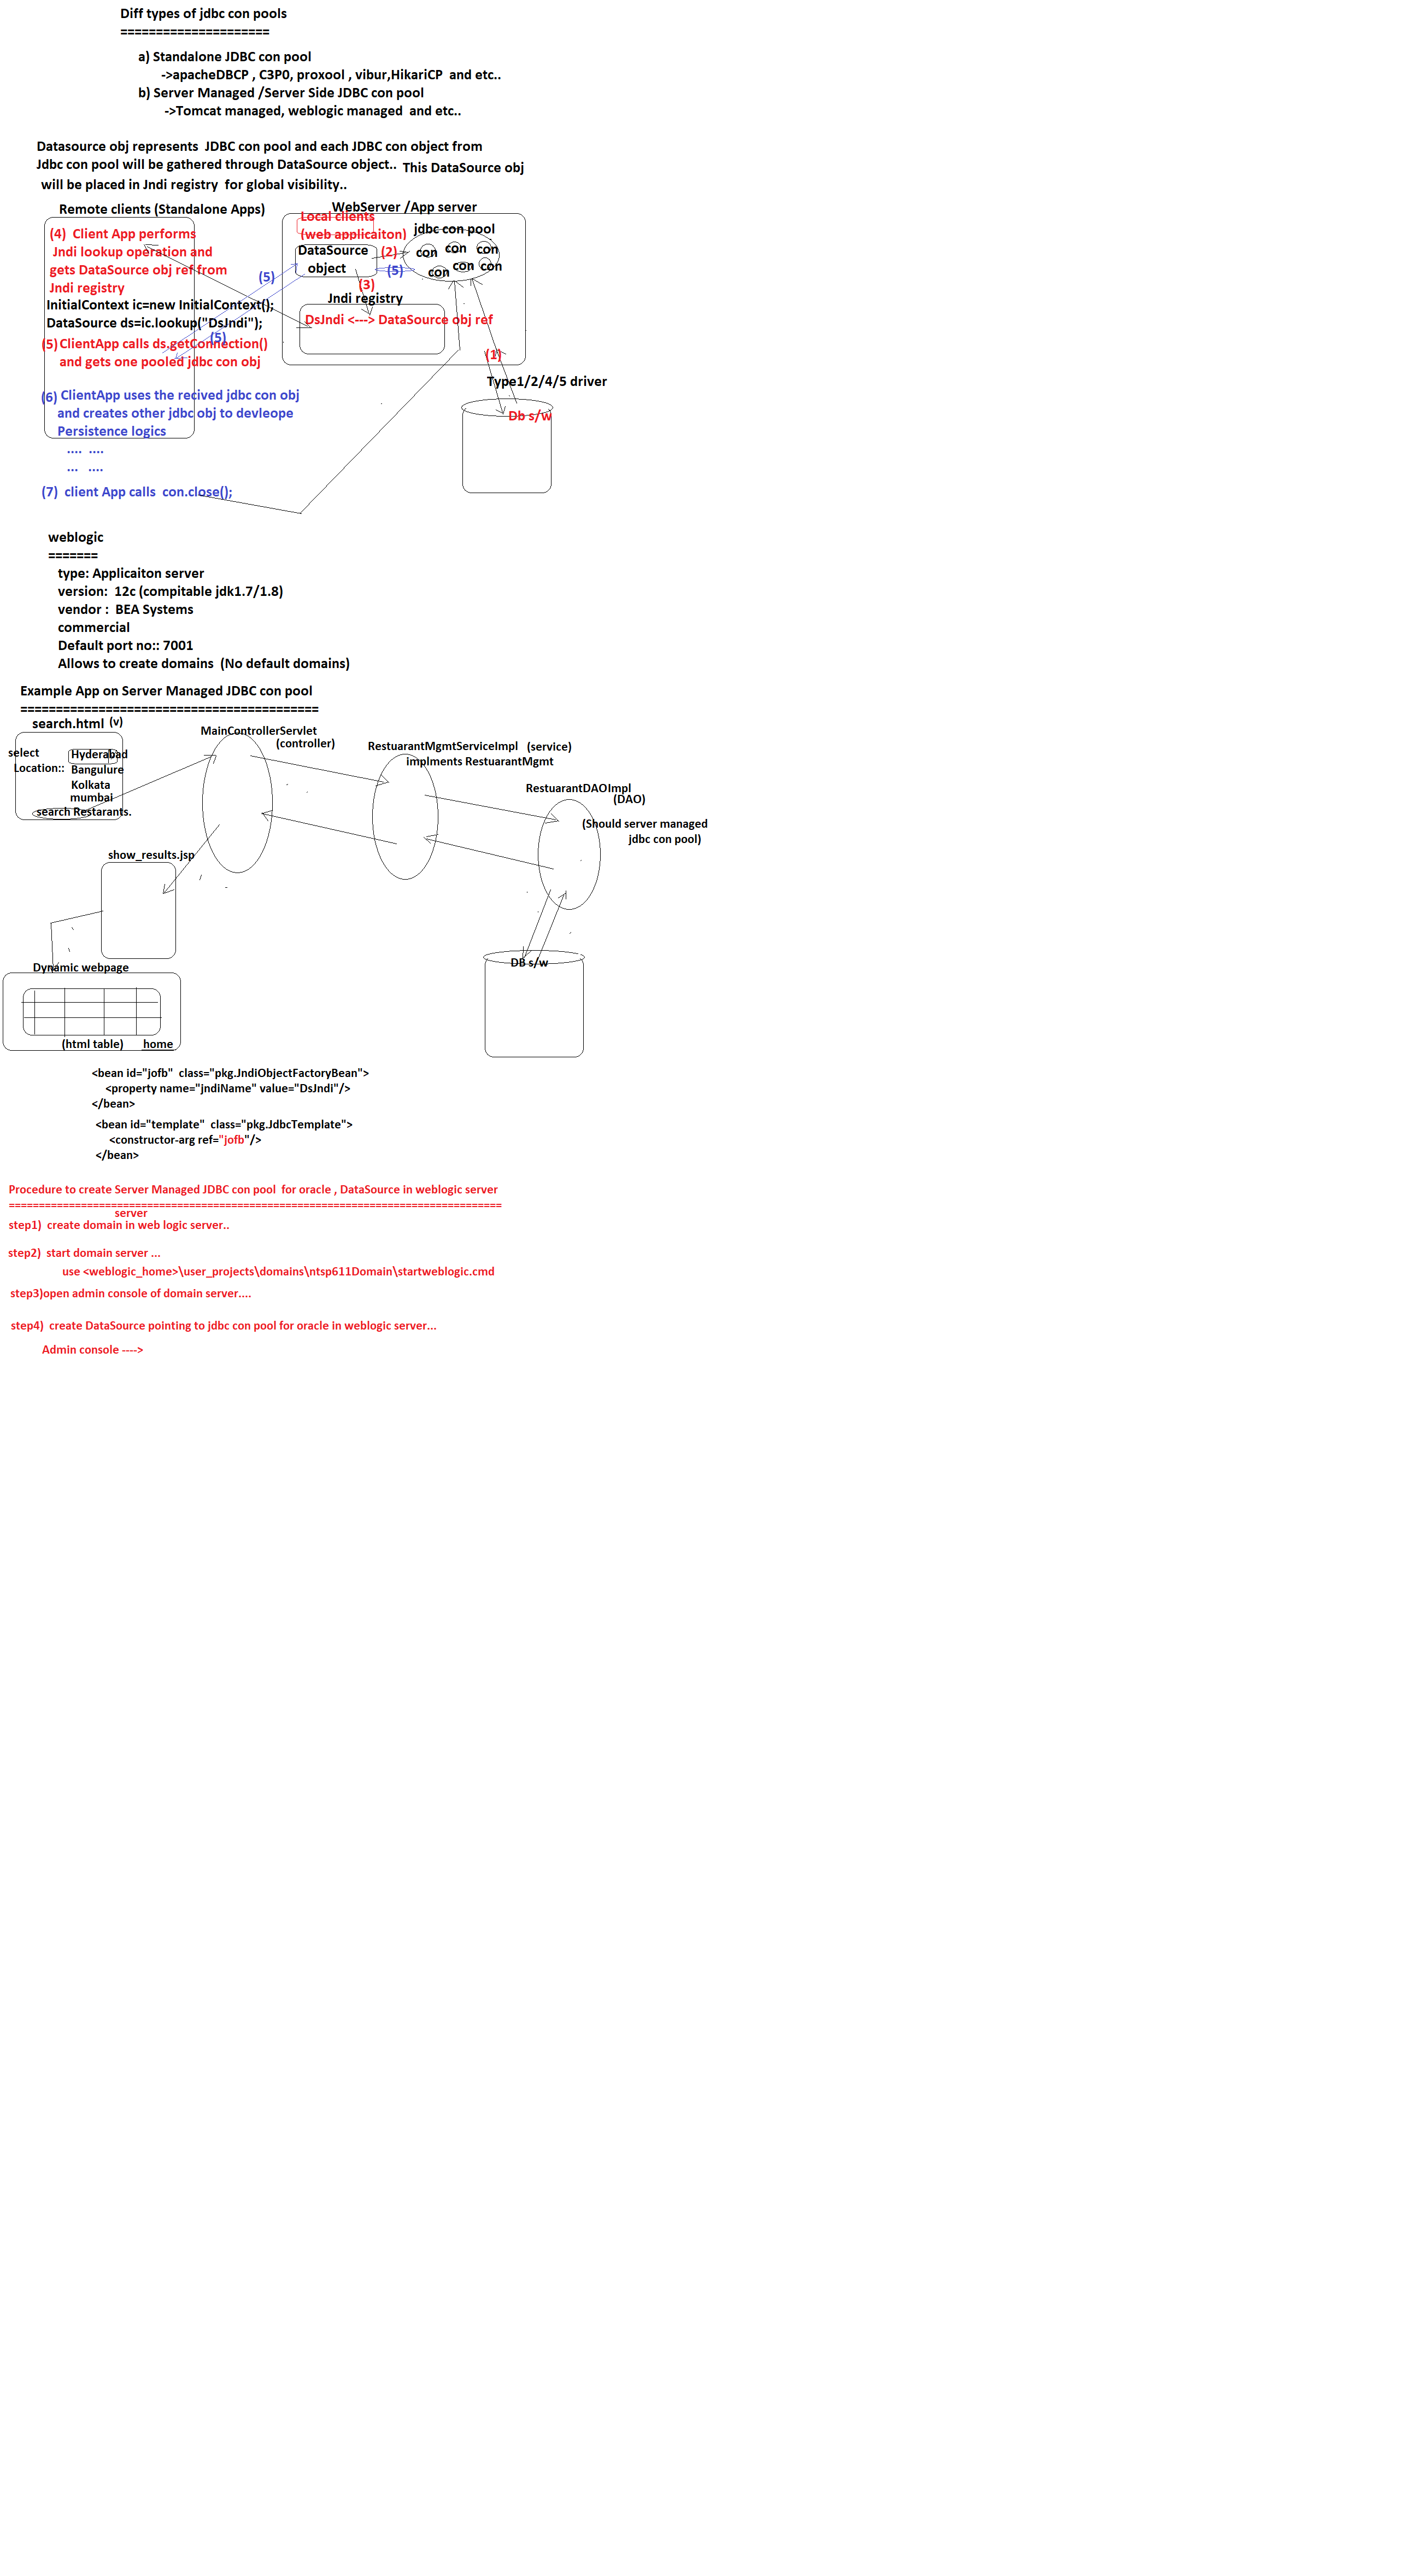 Diff types of jdbc con pools
=====================
a) Standalone JDBC con pool
->apacheDBCP , C3P0, proxool , vibur,HikariCP  and etc..
b) Server Managed /Server Side JDBC con pool
->Tomcat managed, weblogic managed  and etc..
Datasource obj represents  JDBC con pool and each JDBC con object from
Jdbc con pool will be gathered through DataSource object..  This DataSource obj
will be placed in Jndi registry  for global visibility..
Remote clients (Standalone Apps)
WebServer /App server
Local clients
(web applicaiton)
jdbc con pool
DataSource
object
(2)
con con con
con con con
(5)
(3)
Jndi registry
DsJndi <---> DataSource obj ref
(1)
Type1/2/4/5 driver
Db s/w
(4)  Client App performs
Jndi lookup operation and
gets DataSource obj ref from
Jndi registry
(5)
InitialContext ic=new InitialContext();
DataSource ds=ic.lookup("DsJndi");
(5)
(5) ClientApp calls ds.getConnection()
and gets one pooled jdbc con obj
(6) ClientApp uses the recived jdbc con obj
and creates other jdbc obj to devleope
Persistence logics
....  ....
...   ....
(7)  client App calls  con.close();
weblogic
=======
type: Applicaiton server
version:  12c (compitable jdk1.7/1.8)
vendor :  BEA Systems
commercial
Default port no:: 7001
Allows to create domains  (No default domains)
Example App on Server Managed JDBC con pool
==========================================
search.html (v)
select
Location::
Hyderabad
Bangulure
Kolkata
mumbai
search Restarants.
MainControllerServlet
(controller)
RestuarantMgmtServiceImpl   (service)
implments RestuarantMgmt
RestuarantDAOImpl
(DAO)
(Should server managed
jdbc con pool)
show_results.jsp
DB s/w
Dynamic webpage
(html table)
home
<bean id="jofb"  class="pkg.JndiObjectFactoryBean">
<property name="jndiName" value="DsJndi"/>
</bean>
<bean id="template"  class="pkg.JdbcTemplate">
<constructor-arg ref="jofb"/>
</bean>
Procedure to create Server Managed JDBC con pool  for oracle , DataSource in weblogic server
==================================================================================
server
step1)  create domain in web logic server..
step2)  start domain server ...
use <weblogic_home>\user_projects\domains\ntsp611Domain\startweblogic.cmd
step3)open admin console of domain server....
step4)  create DataSource pointing to jdbc con pool for oracle in weblogic server...
Admin console ---->